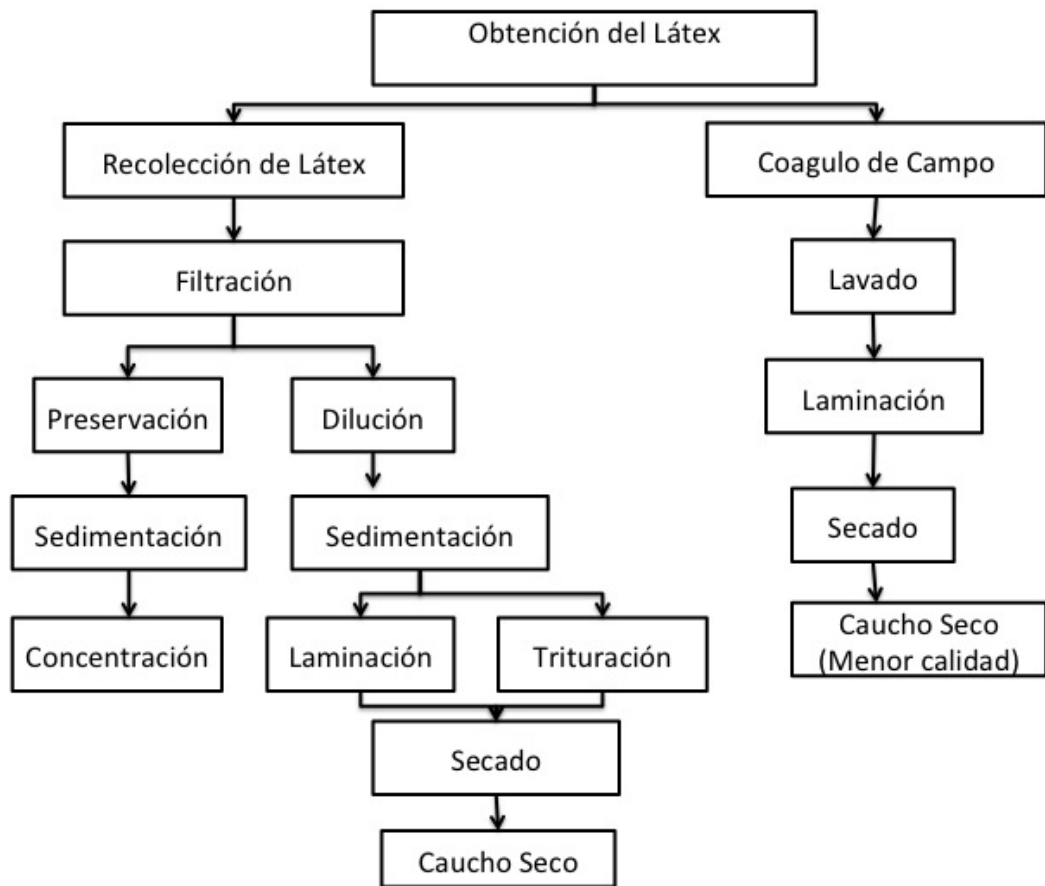 Obtención del Látex
Recolección de Látex
Coagulo de Campo
Filtración
Lavado
Preservación
Dilución
Laminación
Sedimentación
Sedimentación
Secado
Concentración
Laminación
Trituración
Caucho Seco
(Menor calidad)
Secado
Caucho Seco